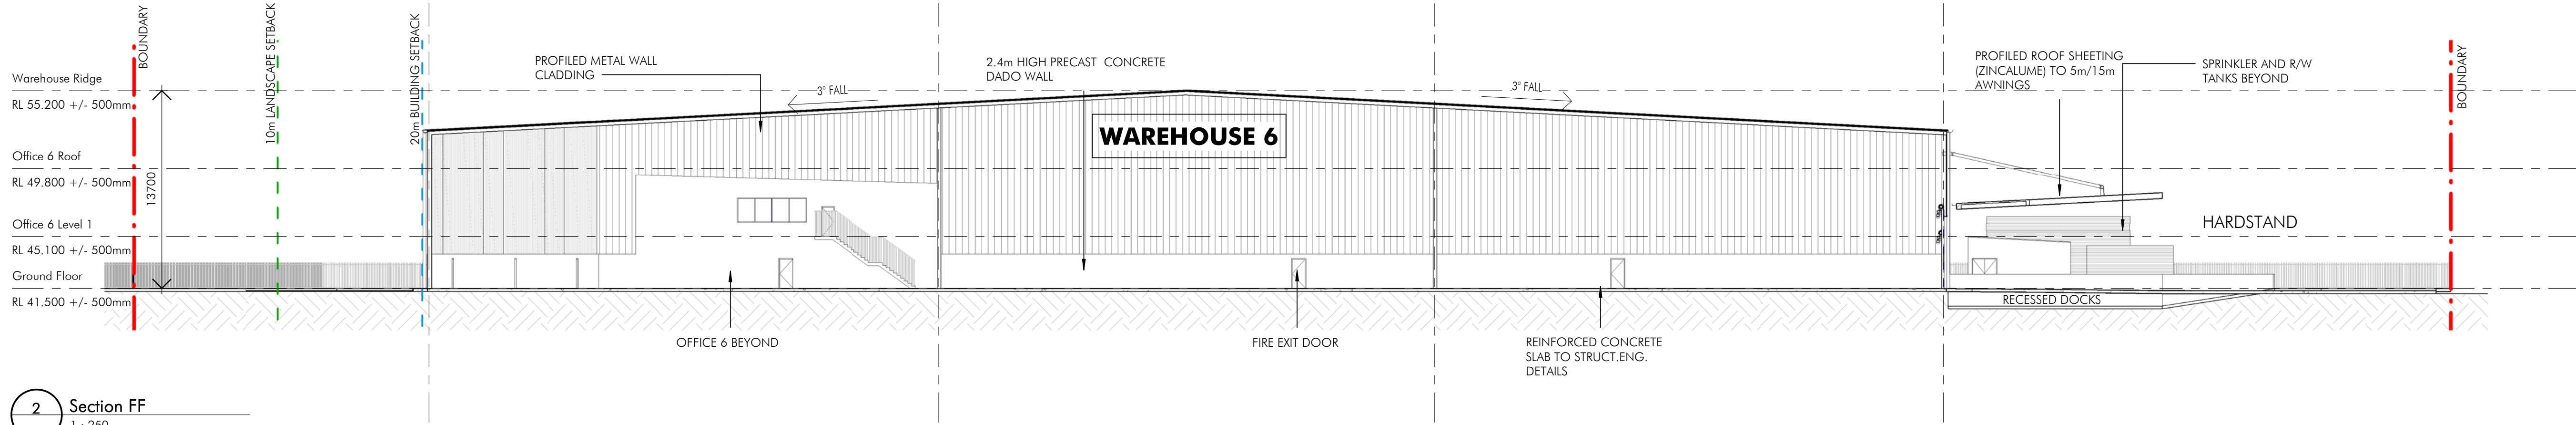 BOUNDARY
10m LANDSCAPE SETBACK
20m BUILDING SETBACK
Warehouse Ridge
RL 55.200 +/- 500mm
Office 6 Roof
RL 49.800 +/- 500mm
Office 6 Level 1
RL 45.100 +/- 500mm
Ground Floor
RL 41.500 +/- 500mm
13700
PROFILED METAL WALL
CLADDING
3° FALL
2.4m HIGH PRECAST CONCRETE
DADO WALL
WAREHOUSE 6
3° FALL
PROFILED ROOF SHEETING
(ZINCALUME) TO 5m/15m
AWNINGS
SPRINKLER AND R/W
TANKS BEYOND
BOUNDARY
HARDSTAND
RECESSED DOCKS
OFFICE 6 BEYOND
FIRE EXIT DOOR
REINFORCED CONCRETE
SLAB TO STRUCT.ENG.
DETAILS
2
Section FF
1 : 250